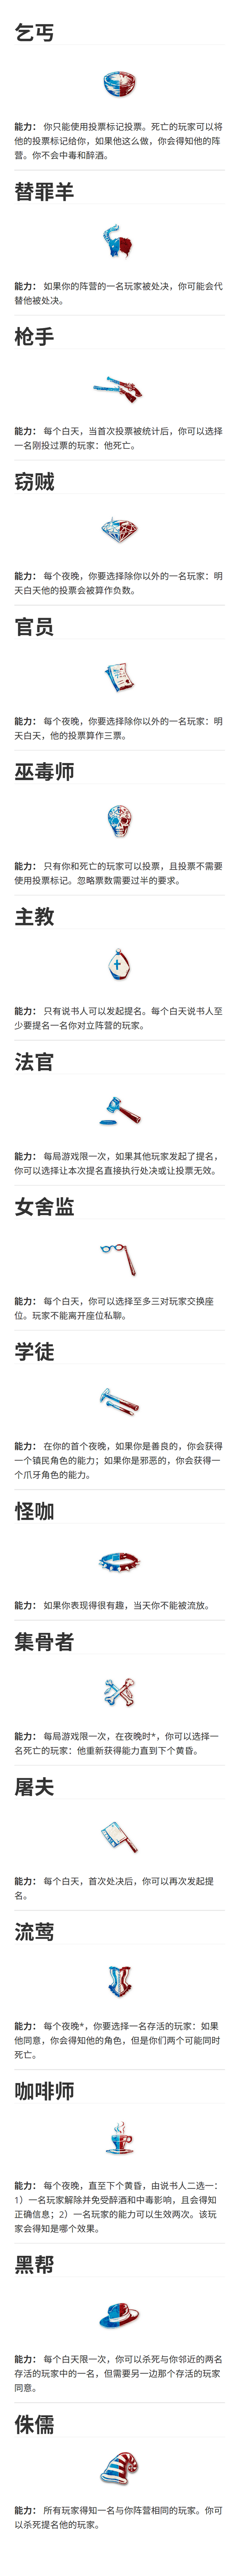 乞丐
能力： 你只能使用投票标记投票。死亡的玩家可以将
他的投票标记给你，如果他这么做，你会得知他的阵
营。你不会中毒和醉酒。
替罪羊
能力： 如果你的阵营的一名玩家被处决，你可能会代
替他被处决。
枪手
能力： 每个白天，当首次投票被统计后，你可以选择
一名刚投过票的玩家：他死亡。
窃贼
能力： 每个夜晚，你要选择除你以外的一名玩家：明
天白天他的投票会被算作负数。
官员
能力： 每个夜晚，你要选择除你以外的一名玩家：明
天白天，他的投票算作三票。
巫毒师
能力： 只有你和死亡的玩家可以投票，且投票不需要
使用投票标记。忽略票数需要过半的要求。
主教
能力： 只有说书人可以发起提名。每个白天说书人至
少要提名一名你对立阵营的玩家。
法官
能力： 每局游戏限一次，如果其他玩家发起了提名，
你可以选择让本次提名直接执行处决或让投票无效。
女舍监
能力： 每个白天，你可以选择至多三对玩家交换座
位。玩家不能离开座位私聊。
学徒
能力： 在你的首个夜晚，如果你是善良的，你会获得
一个镇民角色的能力；如果你是邪恶的，你会获得一
个爪牙角色的能力。
怪咖
能力： 如果你表现得很有趣，当天你不能被流放。
集骨者
能力： 每局游戏限一次，在夜晚时*，你可以选择一
名死亡的玩家：他重新获得能力直到下个黄昏。
屠夫
能力： 每个白天，首次处决后，你可以再次发起提
名。
流莺
能力： 每个夜晚*，你要选择一名存活的玩家：如果
他同意，你会得知他的角色，但是你们两个可能同时
死亡。
咖啡师
能力： 每个夜晚，直至下个黄昏，由说书人二选一：
1）一名玩家解除并免受醉酒和中毒影响，且会得知
正确信息；2）一名玩家的能力可以生效两次。该玩
家会得知是哪个效果。
黑帮
能力： 每个白天限一次，你可以杀死与你邻近的两名
存活的玩家中的一名，但需要另一边那个存活的玩家
同意。
侏儒
能力： 所有玩家得知一名与你阵营相同的玩家。你可
以杀死提名他的玩家。